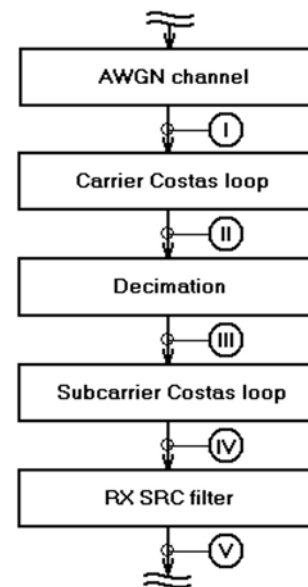 AWGN channel
I
Carrier Costas loop
II
Decimation
III
Subcarrier Costas loop
IV
RX SRC filter
V